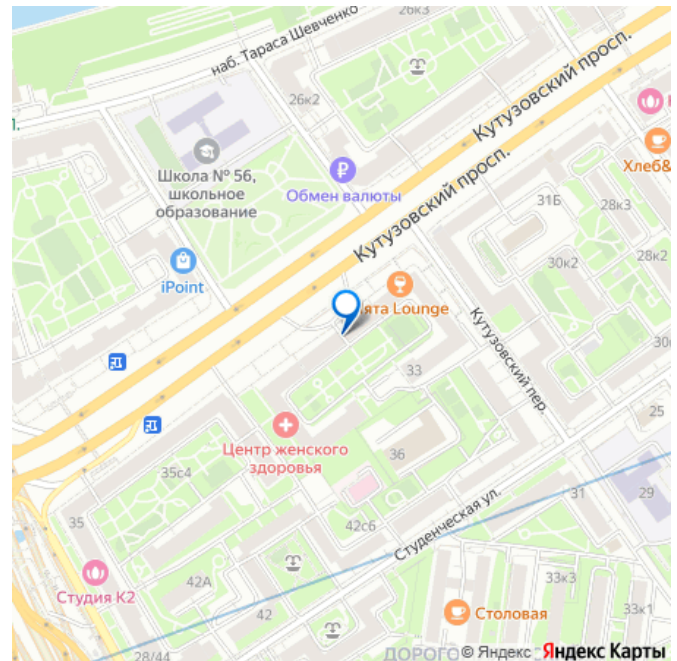 26к3
наб. Тараса Шевченко
26к2
Кутузовский просп.
Школа № 56,
школьное
образование
Обмен валюты
Хлеб&
Кутузовский просп.
31Б
28к3
30к2
28к2
iPoint
ята Lounge
Кутузовский пер.
33
25
Центр женского
здоровья
36
35с4
29
31
35
42с6
Студенческая ул.
42А
33к3
Студия К2
42
Столовая
33к1
28/44
ДОРОГО
© Яндекс Яндекс Карты